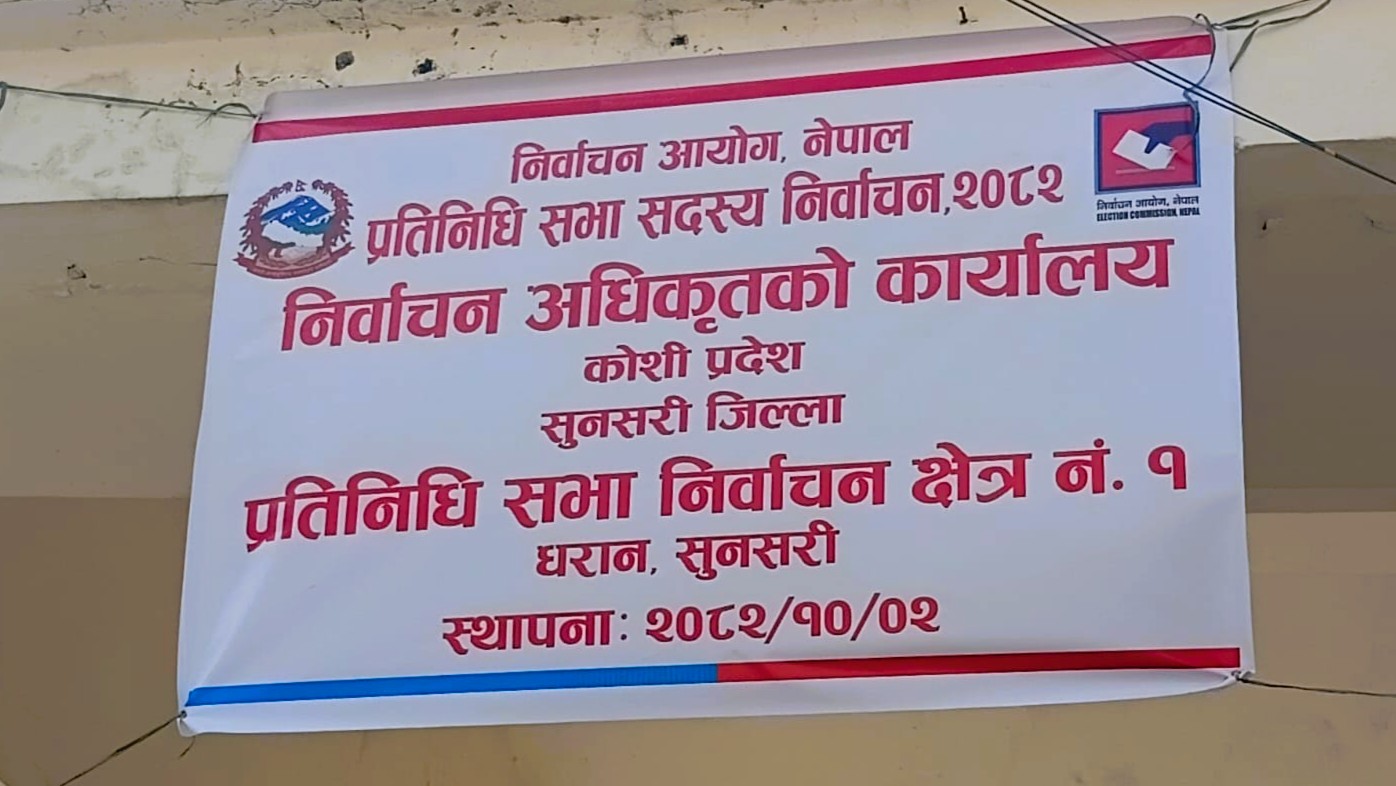 निर्वाचन आयोग, नेपाल
प्रतिनिधि सभा सदस्य निर्वाचन,२०८२
निर्वाचन आयोग, नेपाल
ELECTION COMMISSION, NEPAL
निर्वाचन अधिकृतको कार्यालय
कोशी प्रदेश
सुनसरी जिल्ला
प्रतिनिधि सभा निर्वाचन क्षेत्र नं. १
धरान, सुनसरी
स्थापना: २०८२/१०/०२